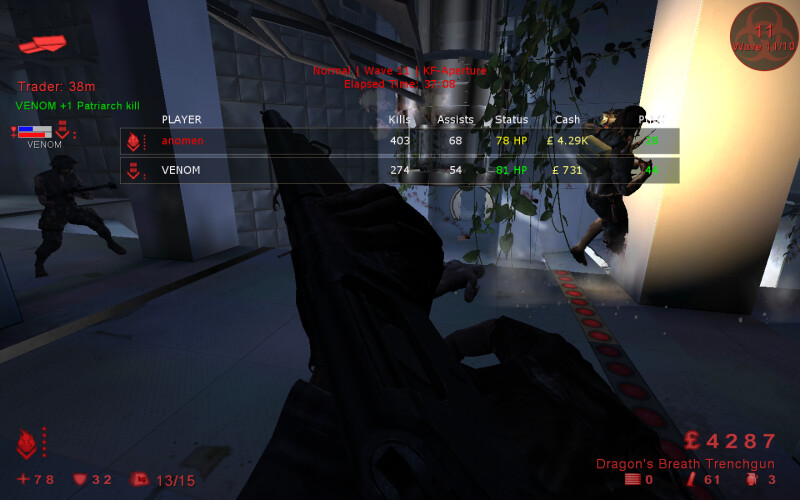 11
Wave 11/10
Normal | Wave 11 | KF-Aperture
Elapsed Time: 37:08
Trader: 38m
VENOM +1 Patriarch kill
VENOM
PLAYER Kills Assists Status Cash
anomen 403 68 78 HP £ 4.29K
VENOM 274 54 81 HP £ 731
£4287
Dragon's Breath Trenchgun
78 32 13/15
0 61 3